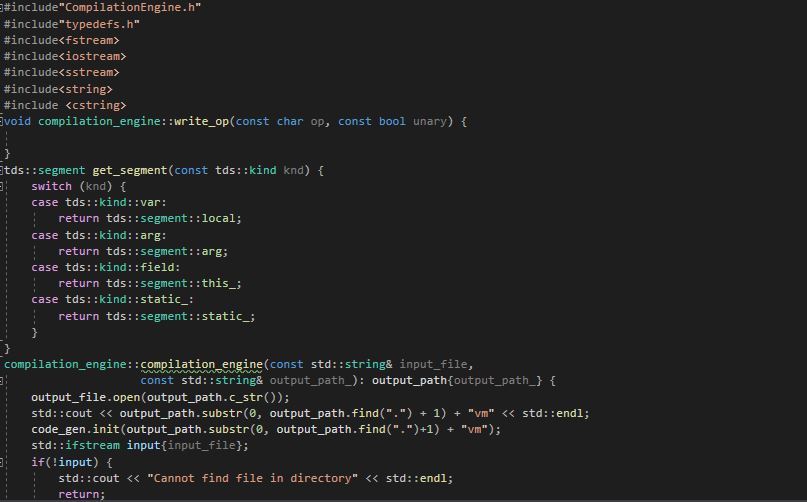 #include"CompilationEngine.h"
#include"typedefs.h"
#include<fstream>
#include<iostream>
#include<sstream>
#include<string>
#include <cstring>
void compilation_engine::write_op(const char op, const bool unary) {
}
tds::segment get_segment(const tds::kind knd) {
switch (knd) {
case tds::kind::var:
return tds::segment::local;
case tds::kind::arg:
return tds::segment::arg;
case tds::kind::field:
return tds::segment::this_;
case tds::kind::static_:
return tds::segment::static_;
}
}
compilation_engine::compilation_engine(const std::string& input_file,
const std::string& output_path_): output_path{output_path_} {
output_file.open(output_path.c_str());
std::cout << output_path.substr(0, output_path.find(".") + 1) + "vm" << std::endl;
code_gen.init(output_path.substr(0, output_path.find(".")+1) + "vm");
std::ifstream input{input_file};
if(!input) {
std::cout << "Cannot find file in directory" << std::endl;
return;